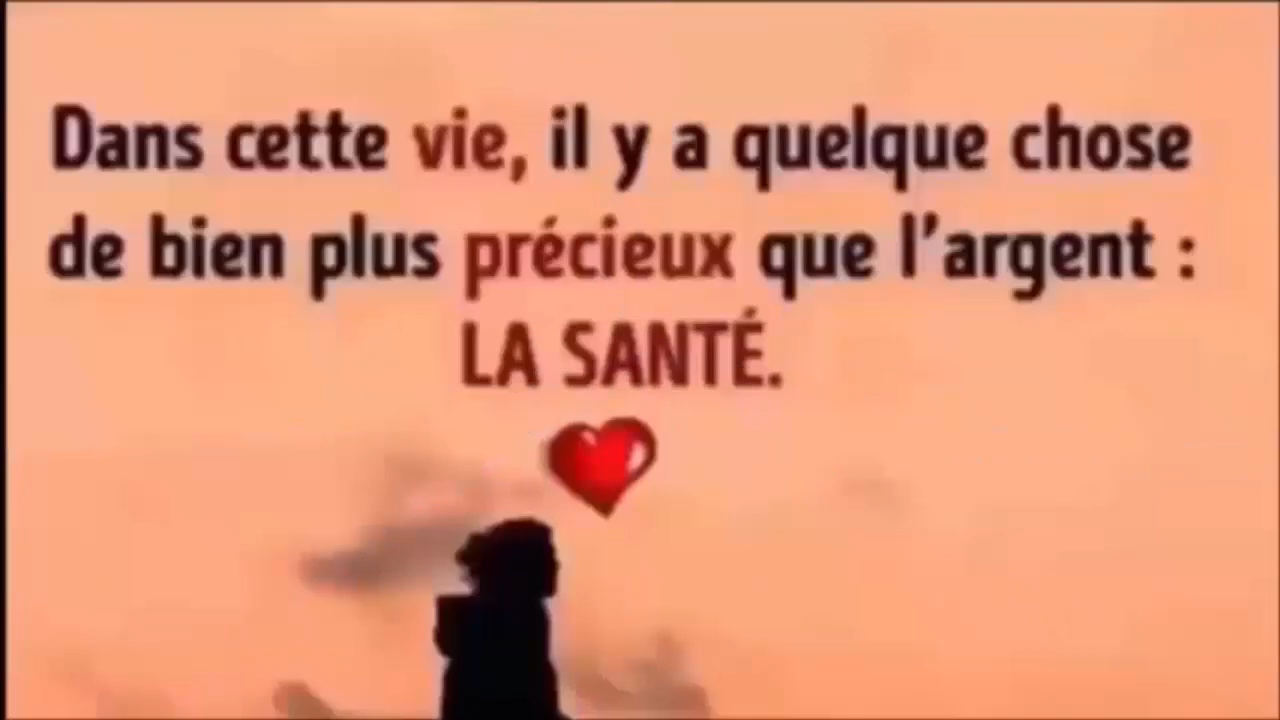 Dans cette vie, il y a quelque chose
de bien plus précieux que l’argent :
LA SANTÉ.